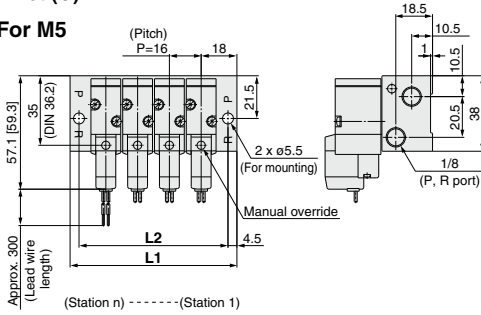 For M5
(Pitch)
P=16
18
18.5
10.5
1
10.5
35
(DIN 36.2)
57.1 [59.3]
P
R
P
R
21.5
20.5
38
2 x ø5.5
(For mounting)
1/8
(P, R port)
Manual override
Approx. 300
(Lead wire
length)
L2
4.5
L1
(Station n) ------(Station 1)